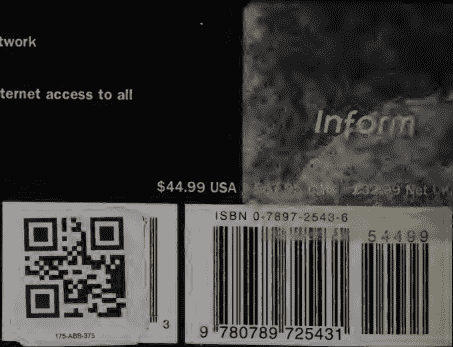 twork
ternet access to all
Inform
$44.99 USA
ISBN 0-7897-2543-6
54499
9 780789 725431
3
175-ABB-375